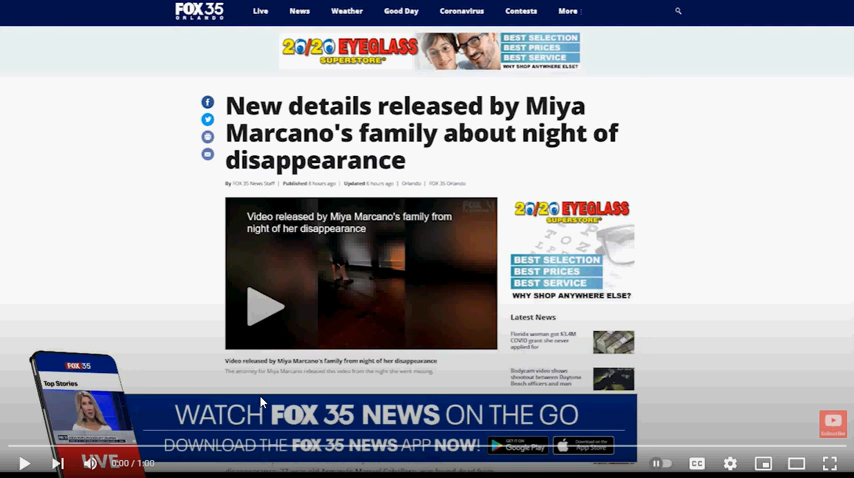 FOX 35
ORLANDO
Live News Weather Good Day Coronavirus Contests More
20/20 EYEGLASS
SUPERSTORE
BEST SELECTION
BEST PRICES
BEST SERVICE
WHY SHOP ANYWHERE ELSE?
New details released by Miya
Marcano's family about night of
disappearance
By FOX 35 News Staff | Published 8 hours ago | Updated 6 hours ago | Orlando | FOX 35 Orlando
Video released by Miya Marcano's family from
night of her disappearance
FOX 35
Video released by Miya Marcano's family from night of her disappearance
The attorney for Miya Marcano released this video from the night she went missing.
20/20 EYEGLASS
SUPERSTORE
BEST SELECTION
BEST PRICES
BEST SERVICE
WHY SHOP ANYWHERE ELSE?
Latest News
Florida woman got $3.4M
COVID grant she never
applied for
Bodycam video shows
shootout between Daytona
Beach officers and man
FOX 35
Top Stories
LIVE
WATCH FOX 35 NEWS ON THE GO
DOWNLOAD THE FOX 35 NEWS APP NOW!
GET IT ON
Google Play
Download on the
App Store
Subscribe
0:00 / 1:00
CC